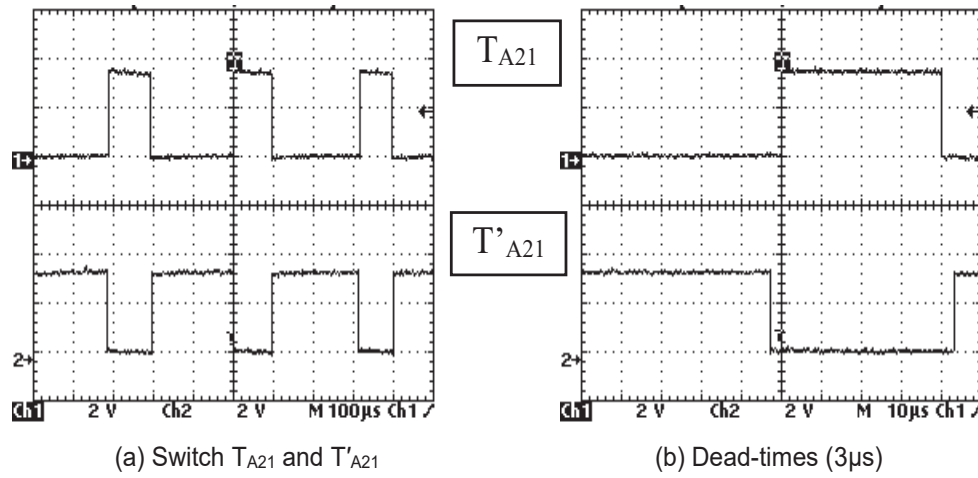 T
TA21
T
1→
1→
T'A21
2→
2→
Ch1 2 V Ch2 2 V M 100µs Ch1
Ch1 2 V Ch2 2 V M 10µs Ch1
(a) Switch TA21 and T′A21
(b) Dead-times (3µs)